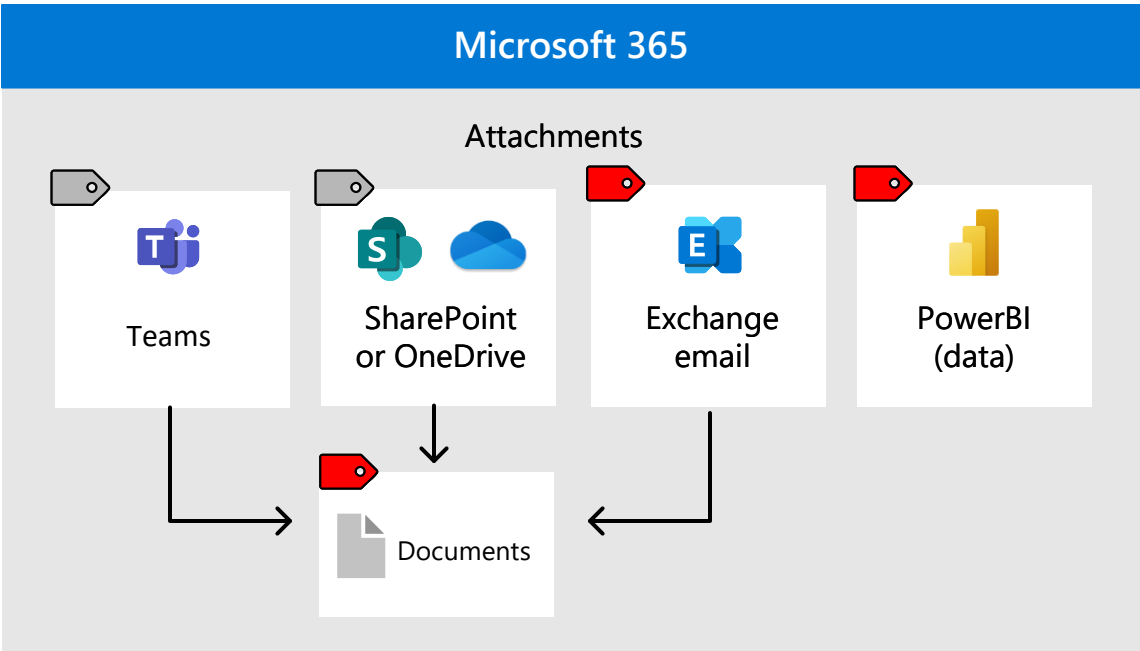 Microsoft 365
Attachments
T
Teams
S
SharePoint
or OneDrive
E
Exchange
email
PowerBI
(data)
Documents